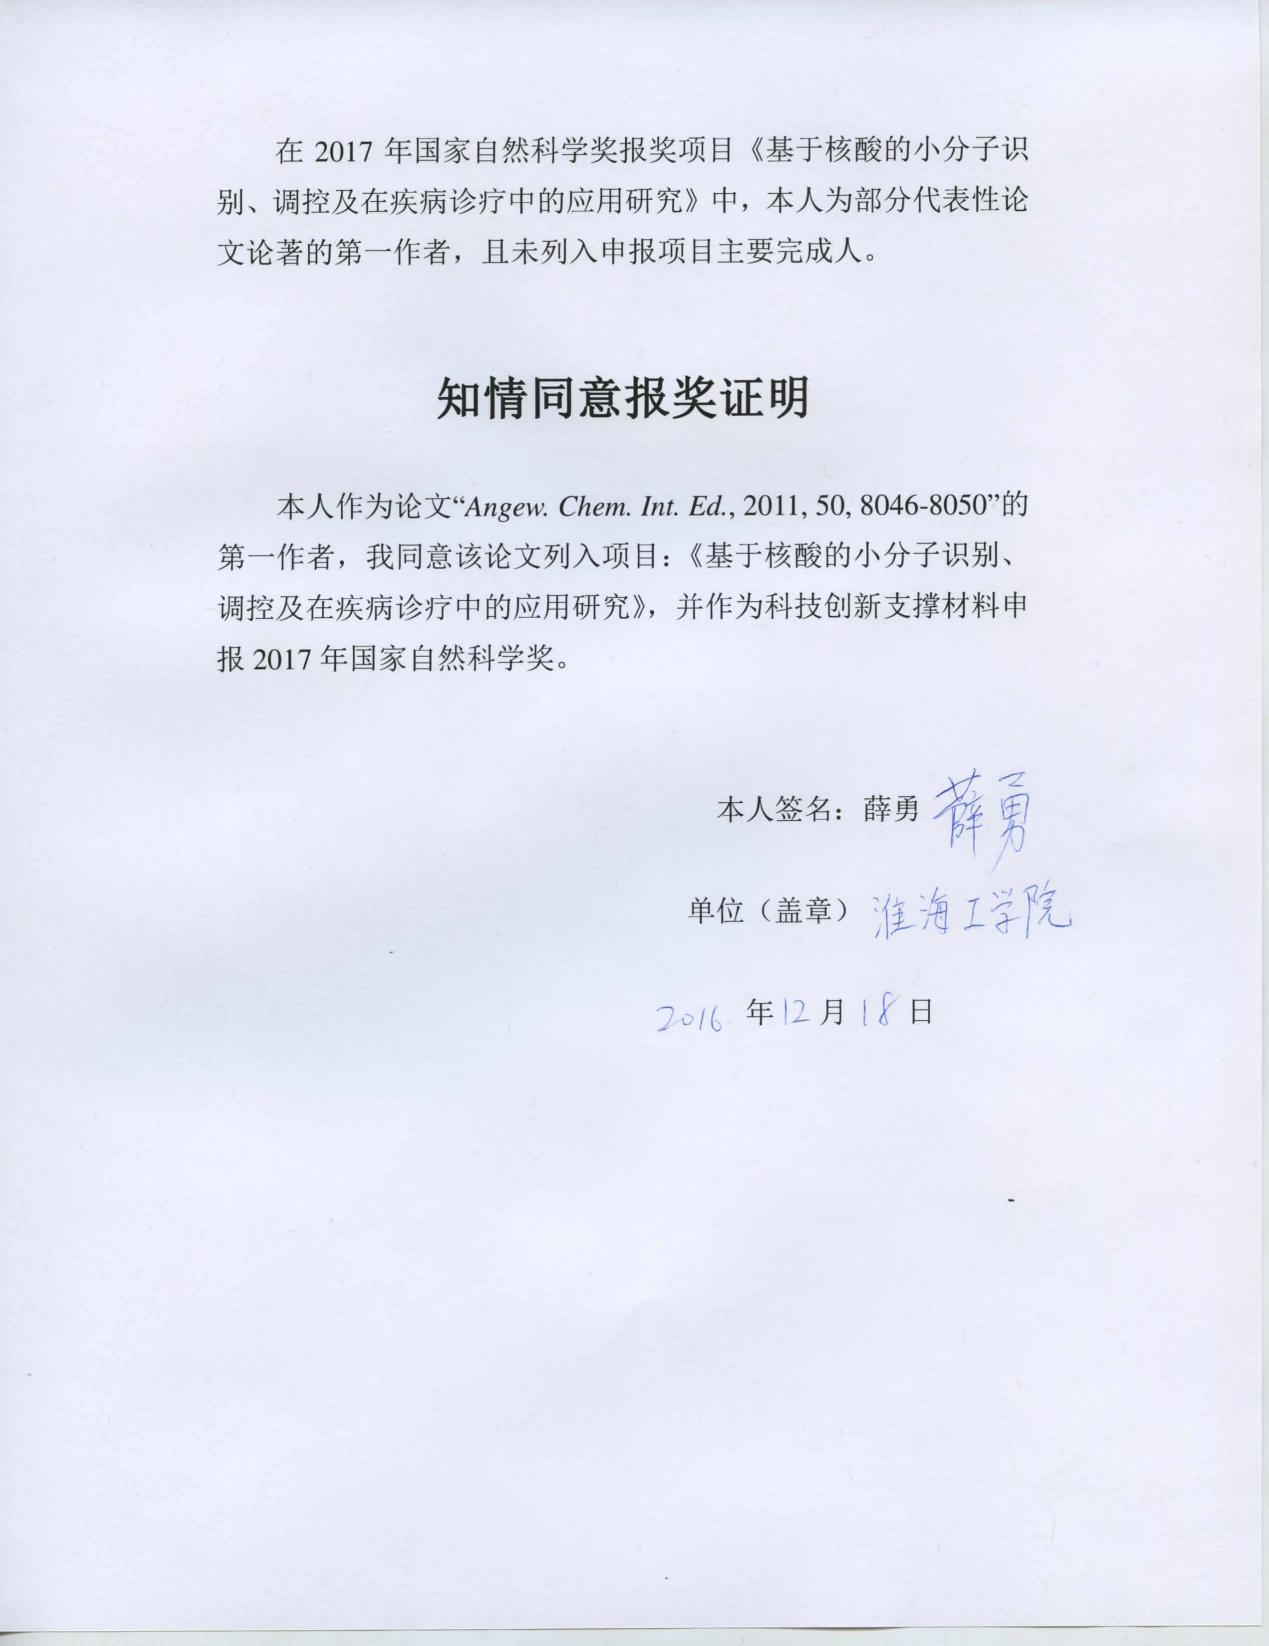 在 2017 年国家自然科学奖报奖项目《基于核酸的小分子识
别、调控及在疾病诊疗中的应用研究》中，本人为部分代表性论
文论著的第一作者，且未列入申报项目主要完成人。
知情同意报奖证明
本人作为论文“Angew. Chem. Int. Ed., 2011, 50, 8046-8050”的
第一作者，我同意该论文列入项目：《基于核酸的小分子识别、
调控及在疾病诊疗中的应用研究》，并作为科技创新支撑材料申
报 2017 年国家自然科学奖。
本人签名：薛勇 薛勇
单位（盖章） 淮海工学院
2016 年 12 月 18 日